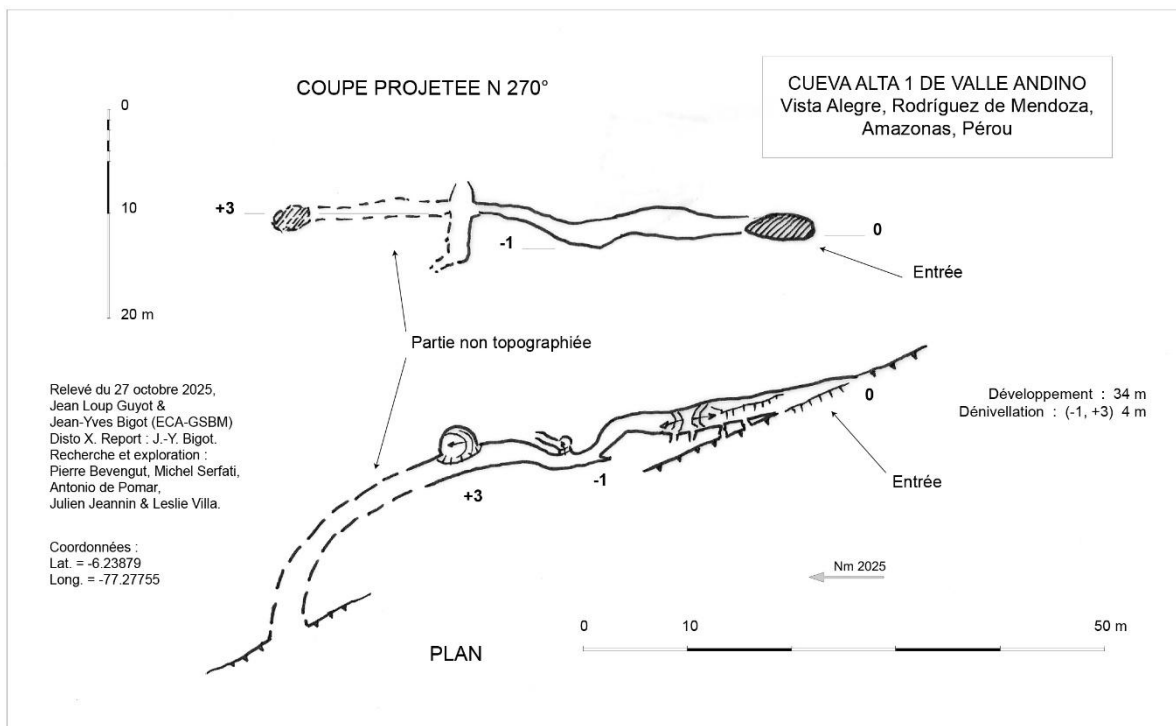 COUPE PROJETEE N 270°
CUEVA ALTA 1 DE VALLE ANDINO
Vista Alegre, Rodríguez de Mendoza,
Amazonas, Pérou
0
10
20 m
+3
-1
0
Entrée
Partie non topographiée
Relevé du 27 octobre 2025,
Jean Loup Guyot &
Jean-Yves Bigot (ECA-GSBM)
Disto X. Report : J.-Y. Bigot.
Recherche et exploration :
Pierre Bevengut, Michel Serfati,
Antonio de Pomar,
Julien Jeannin & Leslie Villa.
Coordonnées :
Lat. = -6.23879
Long. = -77.27755
0
Développement : 34 m
Dénivellation : (-1, +3) 4 m
+3
-1
Entrée
Nm 2025
PLAN
0
10
50 m